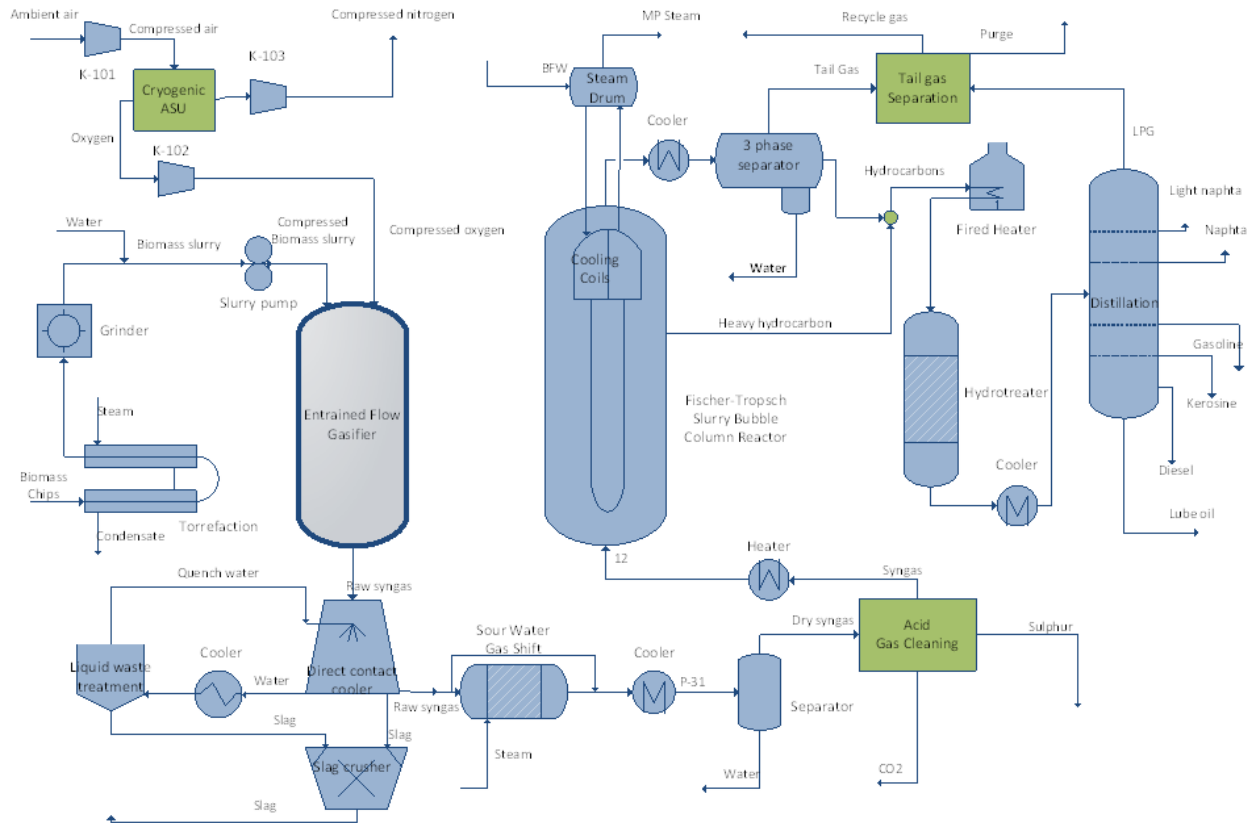 Ambient air
Compressed air
K-101
K-103
Compressed nitrogen
Cryogenic
ASU
Oxygen
K-102
Water
Biomass slurry
Compressed
Biomass slurry
Compressed oxygen
Slurry pump
Grinder
Steam
Biomass
Chips
Condensate
Torrefaction
Entrained Flow
Gasifier
Quench water
Raw syngas
Liquid waste
treatment
Cooler
Water
Direct contact
cooler
Slag
Slag
Slag crusher
Slag
Raw syngas
Sour Water
Gas Shift
Steam
Cooler
P-31
Separator
Water
Dry syngas
Acid
Gas Cleaning
Sulphur
CO2
Syngas
Heater
12
MP Steam
BFW
Steam
Drum
Cooler
3 phase
separator
Water
Cooling
Coils
Heavy hydrocarbon
Fischer-Tropsch
Slurry Bubble
Column Reactor
Recycle gas
Purge
Tail Gas
Tail gas
Separation
Hydrocarbons
Fired Heater
Hydrotreater
Cooler
LPG
Light naphta
Naphta
Distillation
Gasoline
Kerosine
Diesel
Lube oil